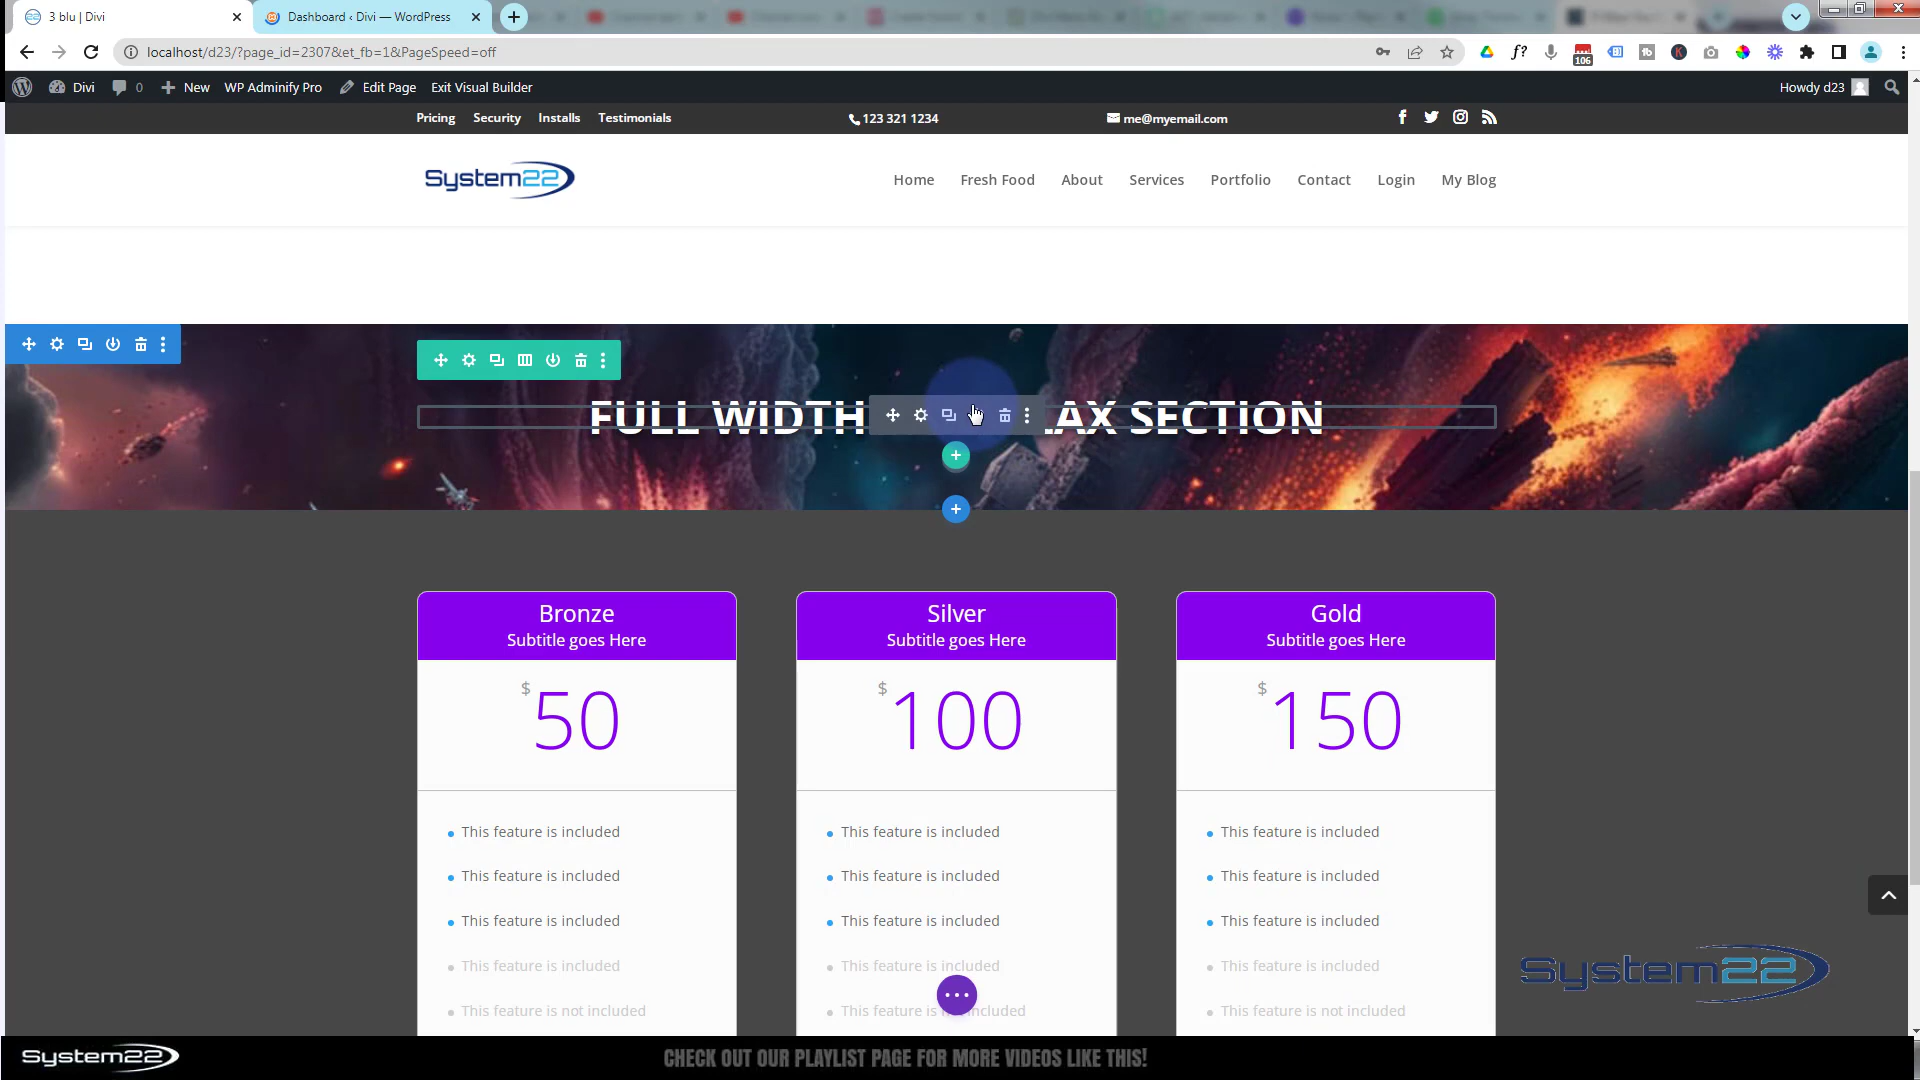 3 blu | Divi
Dashboard ‹ Divi — WordPress
localhost/d23/?page_id=2307&et_fb=1&PageSpeed=off
f?
tb
K
106
Divi
0
New
WP Adminify Pro
Edit Page
Exit Visual Builder
Howdy d23
Pricing
Security
Installs
Testimonials
123 321 1234
me@myemail.com
System22
Home
Fresh Food
About
Services
Portfolio
Contact
Login
My Blog
FULL WIDTH LAX SECTION
Bronze
Subtitle goes Here
$50
This feature is included
This feature is included
This feature is included
This feature is included
This feature is not included
Silver
Subtitle goes Here
$100
This feature is included
This feature is included
This feature is included
This feature is included
This feature is included
Gold
Subtitle goes Here
$150
This feature is included
This feature is included
This feature is included
This feature is included
This feature is not included
System22
System22
CHECK OUT OUR PLAYLIST PAGE FOR MORE VIDEOS LIKE THIS!